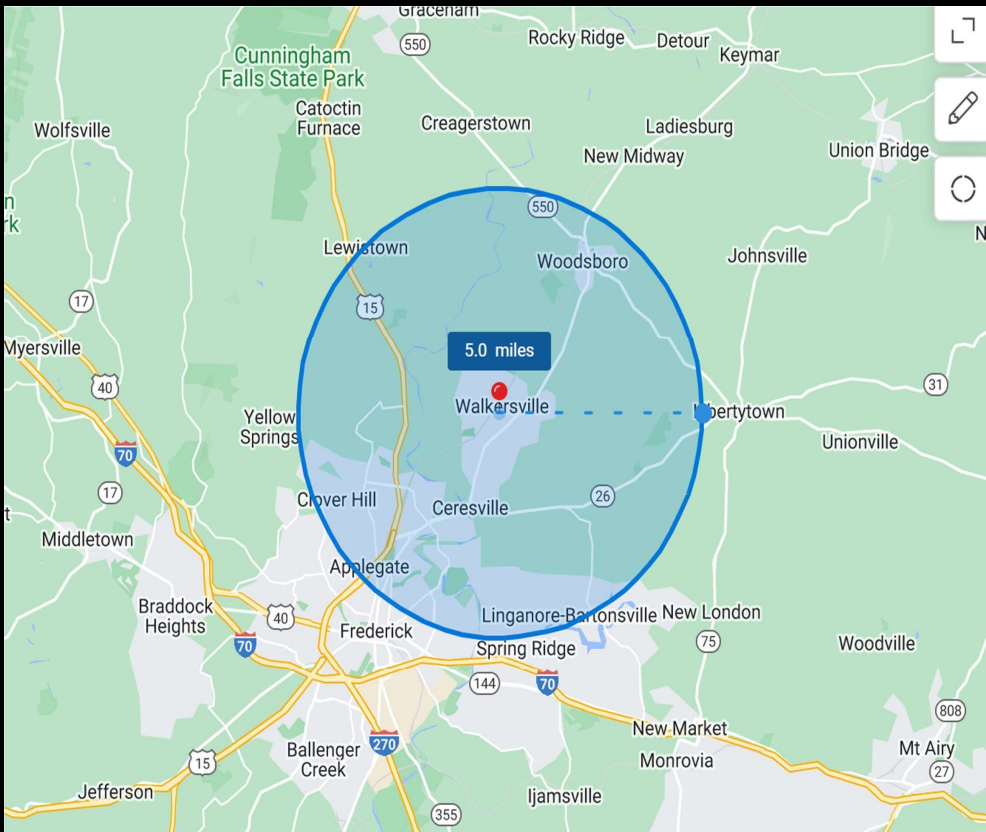 Graceham
550
Rocky Ridge
Detour
Keymar
Cunningham
Falls State Park
Catoctin
Furnace
Creagerstown
Ladiesburg
Wolfsville
New Midway
Union Bridge
n
rk
550
N
Lewistown
Woodsboro
Johnsville
17
15
5.0 miles
Myersville
40
31
Walkersville
Libertytown
Yellow
Springs
Unionville
70
17
Clover Hill
26
Ceresville
t
Middletown
Applegate
Braddock
Heights
40
Linganore-Bartonsville
New London
Frederick
70
75
Woodville
Spring Ridge
144
70
808
New Market
270
Ballenger
Creek
Mt Airy
15
Monrovia
27
Jefferson
Ijamsville
355